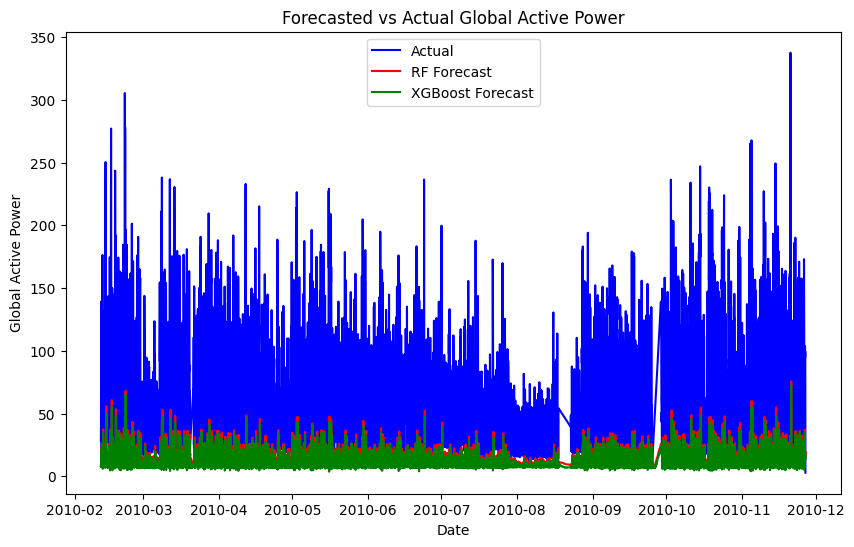 Forecasted vs Actual Global Active Power
Actual
RF Forecast
XGBoost Forecast
Global Active Power
350
300
250
200
150
100
50
0
2010-02 2010-03 2010-04 2010-05 2010-06 2010-07 2010-08 2010-09 2010-10 2010-11 2010-12
Date